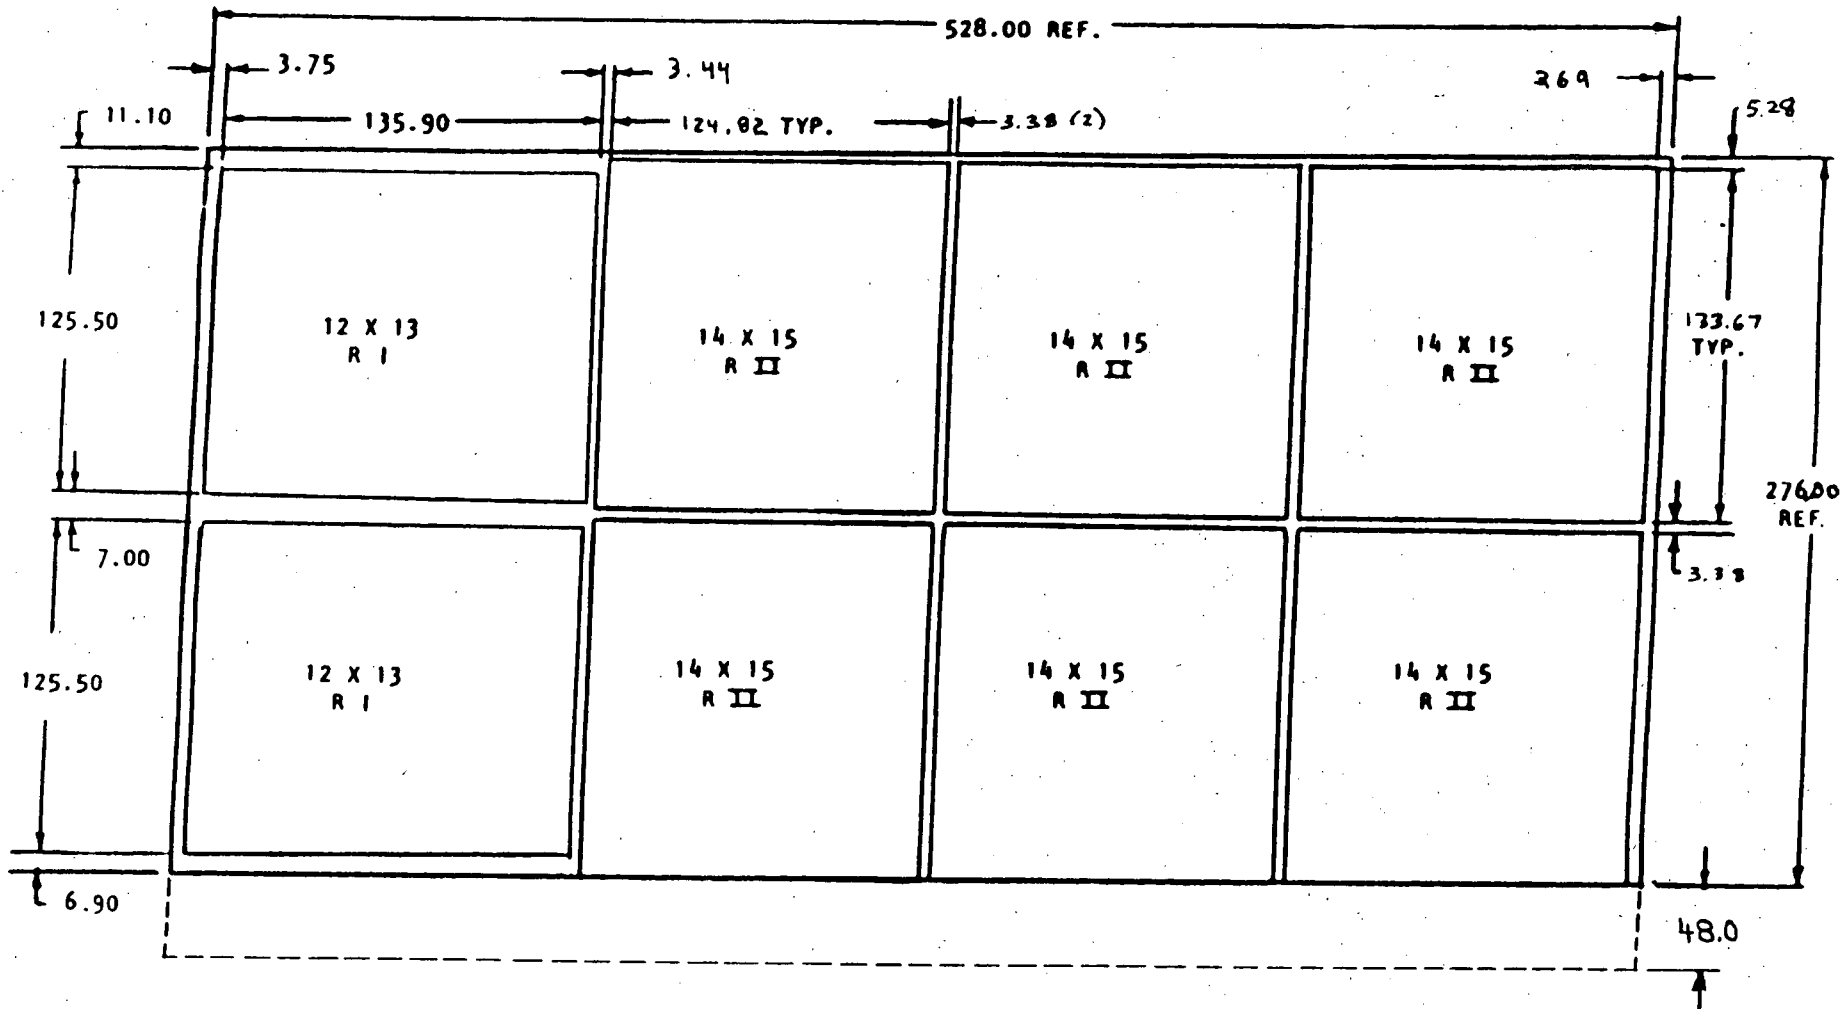 528.00 REF.
3.75
3.44
369
11.10
135.90
124.82 TYP.
3.38 (2)
5.28
125.50
12 X 13
R I
14 X 15
R II
14 X 15
R II
14 X 15
R II
133.67
TYP.
276.00
REF.
7.00
3.38
125.50
12 X 13
R I
14 X 15
R II
14 X 15
R II
14 X 15
R II
6.90
48.0